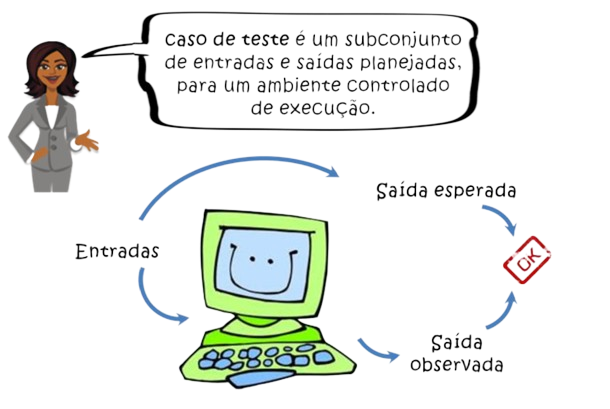 Caso de teste é um subconjunto
de entradas e saídas planejadas,
para um ambiente controlado
de execução.
Saída esperada
Entradas
OK
Saída
observada